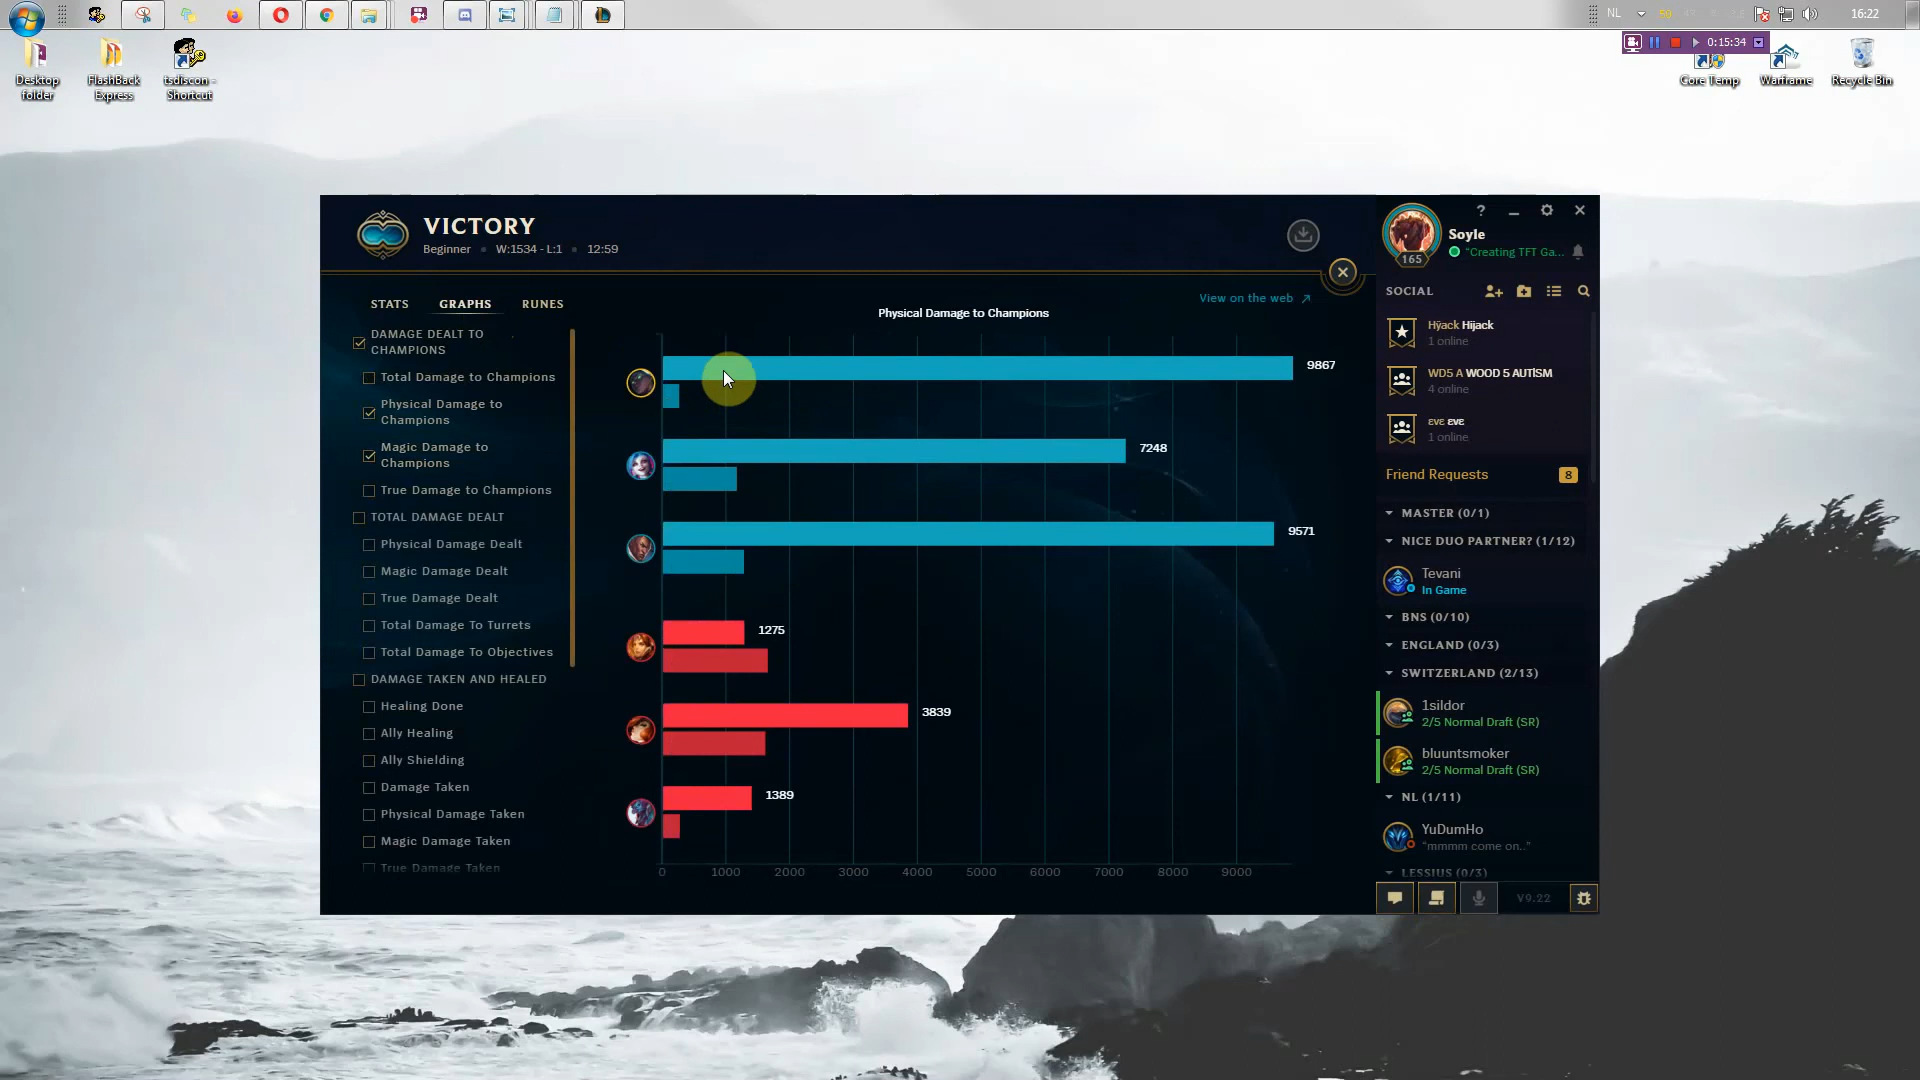 NL
16:22
0:15:34
Desktop
folder
FlashBack
Express
tsdiscon -
Shortcut
Core Temp
Warframe
Recycle Bin
VICTORY
Beginner W:1534 - L:1 12:59
STATS GRAPHS RUNES
View on the web
Physical Damage to Champions
DAMAGE DEALT TO
CHAMPIONS
Total Damage to Champions
Physical Damage to
Champions
Magic Damage to
Champions
True Damage to Champions
TOTAL DAMAGE DEALT
Physical Damage Dealt
Magic Damage Dealt
True Damage Dealt
Total Damage To Turrets
Total Damage To Objectives
DAMAGE TAKEN AND HEALED
Healing Done
Ally Healing
Ally Shielding
Damage Taken
Physical Damage Taken
Magic Damage Taken
True Damage Taken
9867
7248
9571
1275
3839
1389
0 1000 2000 3000 4000 5000 6000 7000 8000 9000
165
Soyle
"Creating TFT Ga...
SOCIAL
Hÿack Hijack
1 online
WD5 A WOOD 5 AUTİSM
4 online
ɛvɛ ɛvɛ
1 online
Friend Requests 8
MASTER (0/1)
NICE DUO PARTNER? (1/12)
Tevani
In Game
BNS (0/10)
ENGLAND (0/3)
SWITZERLAND (2/13)
1sildor
2/5 Normal Draft (SR)
bluuntsmoker
2/5 Normal Draft (SR)
NL (1/11)
YuDumHo
"mmmm come on.."
LESSIUS (0/3)
V9.22